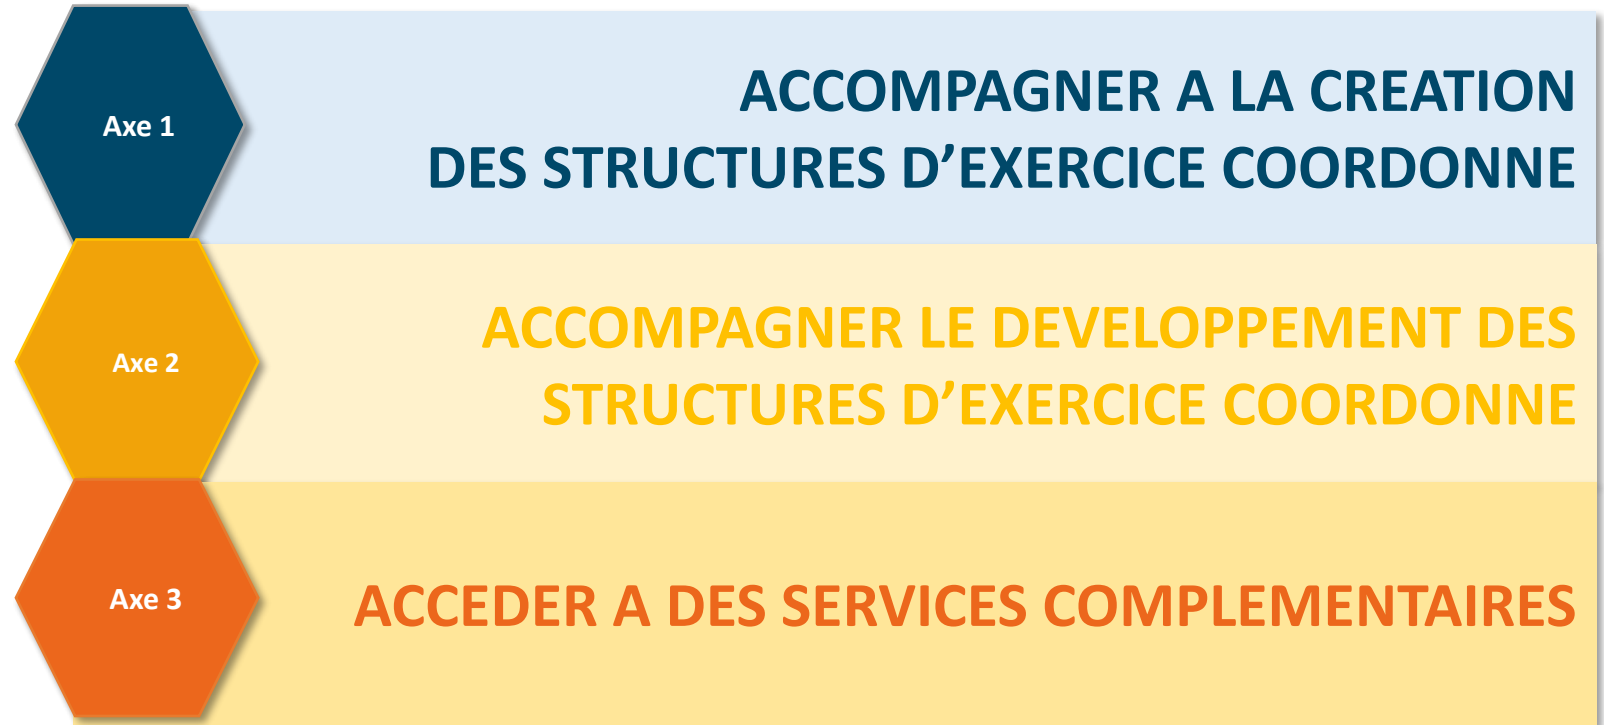 Axe 1
ACCOMPAGNER A LA CREATION
DES STRUCTURES D’EXERCICE COORDONNE
Axe 2
ACCOMPAGNER LE DEVELOPPEMENT DES
STRUCTURES D’EXERCICE COORDONNE
Axe 3
ACCEDER A DES SERVICES COMPLEMENTAIRES